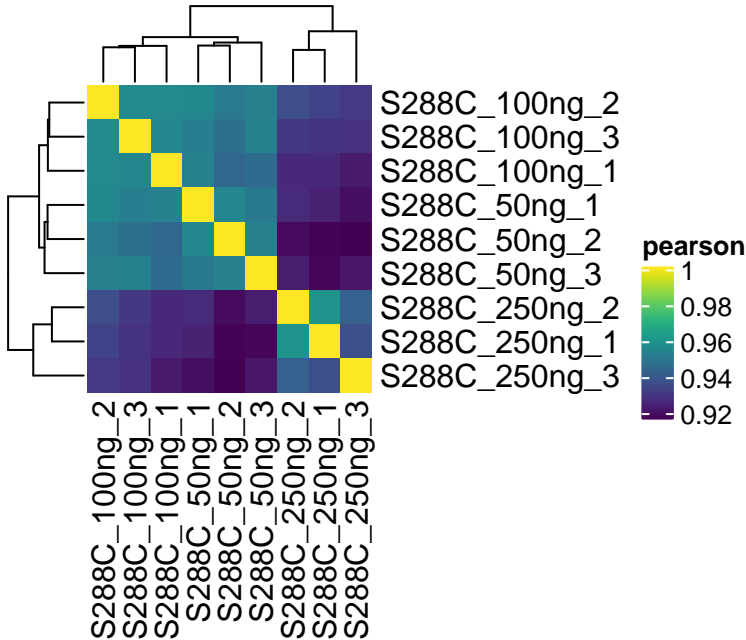 S288C_100ng_2
S288C_100ng_3
S288C_100ng_1
S288C_50ng_1
S288C_50ng_2
S288C_50ng_3
S288C_250ng_2
S288C_250ng_1
S288C_250ng_3
pearson
1
0.98
0.96
0.94
0.92
S288C_100ng_2
S288C_100ng_3
S288C_100ng_1
S288C_50ng_1
S288C_50ng_2
S288C_50ng_3
S288C_250ng_2
S288C_250ng_1
S288C_250ng_3